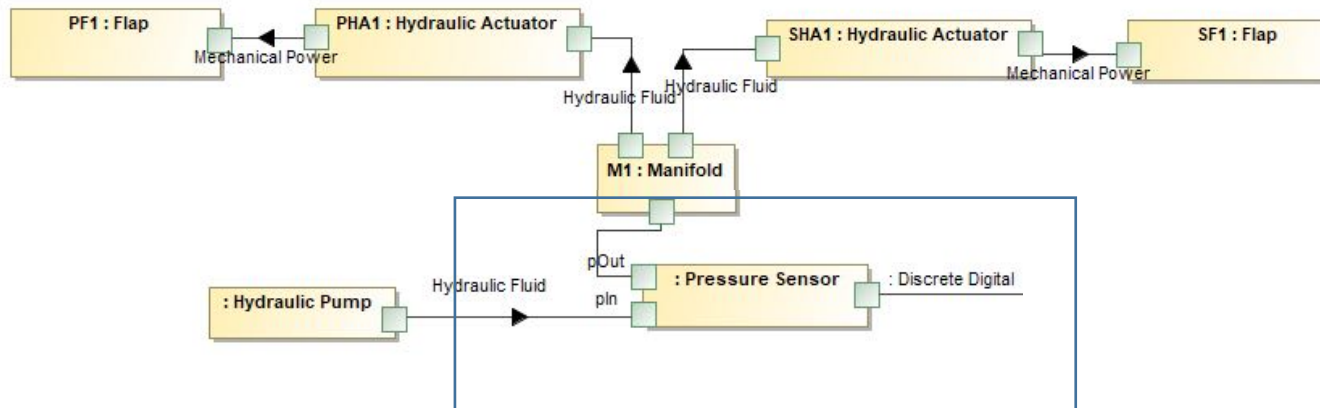 PF1 : Flap
PHA1 : Hydraulic Actuator
SHA1 : Hydraulic Actuator
SF1 : Flap
Mechanical Power
Mechanical Power
Hydraulic Fluid
Hydraulic Fluid
M1 : Manifold
pOut
: Pressure Sensor
: Discrete Digital
Hydraulic Fluid
: Hydraulic Pump
pIn